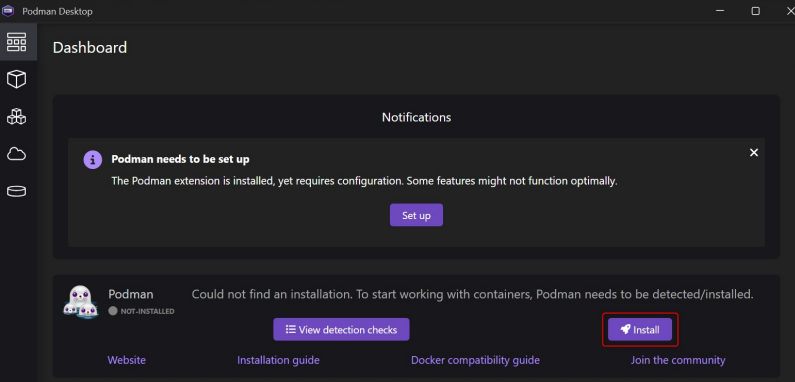 Podman Desktop
Dashboard
Notifications
Podman needs to be set up
The Podman extension is installed, yet requires configuration. Some features might not function optimally.
Set up
Podman
Could not find an installation. To start working with containers, Podman needs to be detected/installed.
NOT-INSTALLED
View detection checks
Install
Website
Installation guide
Docker compatibility guide
Join the community